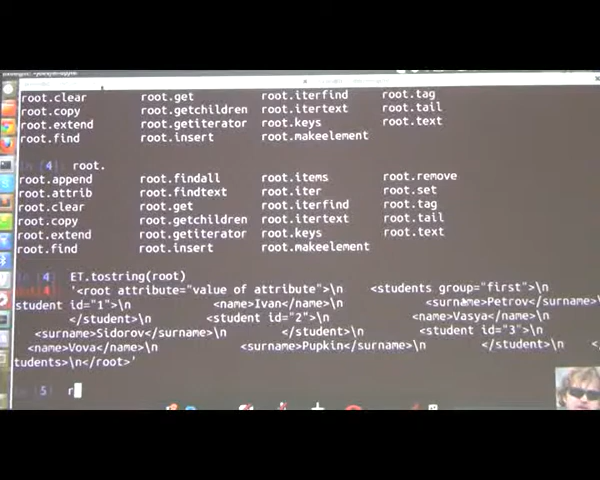 root.clear root.get root.iterfind root.tag
root.copy root.getchildren root.itertext root.tail
root.extend root.getiterator root.keys root.text
root.find root.insert root.makeelement
In [4]: root.
root.append root.findall root.items root.remove
root.attrib root.findtext root.iter root.set
root.clear root.get root.iterfind root.tag
root.copy root.getchildren root.itertext root.tail
root.extend root.getiterator root.keys root.text
root.find root.insert root.makeelement
In [4] ET.tostring(root)
'<root attribute="value of attribute">\n <students group="first">\n
student id="1">\n <name>Ivan</name>\n <surname>Petrov</surname>
</student>\n <student id="2">\n <name>Vasya</name>\n
<surname>Sidorov</surname>\n </student>\n <student id="3">\n
<name>Vova</name>\n <surname>Pupkin</surname>\n </student>\n </
tudents>\n</root>'
In [5] r